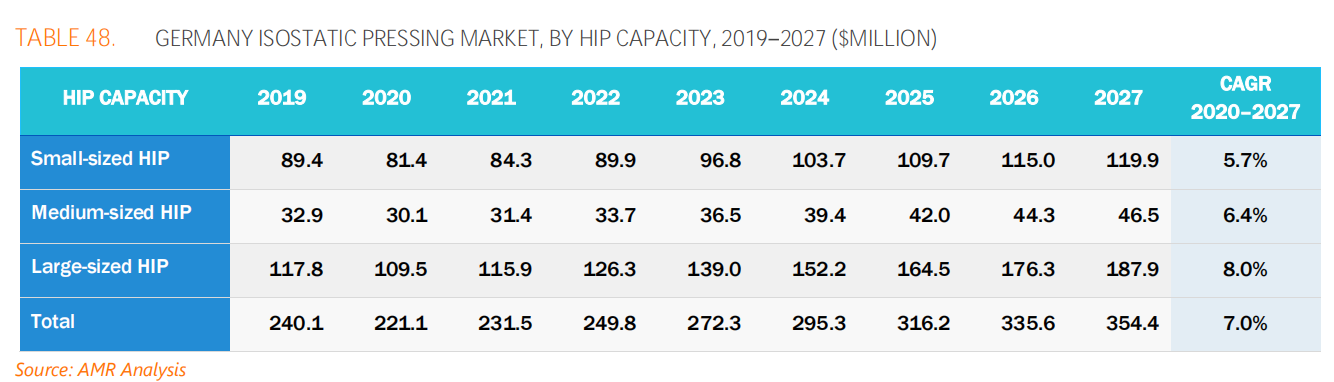 TABLE 48. GERMANY ISOSTATIC PRESSING MARKET, BY HIP CAPACITY, 2019–2027 ($MILLION)
HIP CAPACITY 2019 2020 2021 2022 2023 2024 2025 2026 2027 CAGR 2020–2027
Small-sized HIP 89.4 81.4 84.3 89.9 96.8 103.7 109.7 115.0 119.9 5.7%
Medium-sized HIP 32.9 30.1 31.4 33.7 36.5 39.4 42.0 44.3 46.5 6.4%
Large-sized HIP 117.8 109.5 115.9 126.3 139.0 152.2 164.5 176.3 187.9 8.0%
Total 240.1 221.1 231.5 249.8 272.3 295.3 316.2 335.6 354.4 7.0%
Source: AMR Analysis